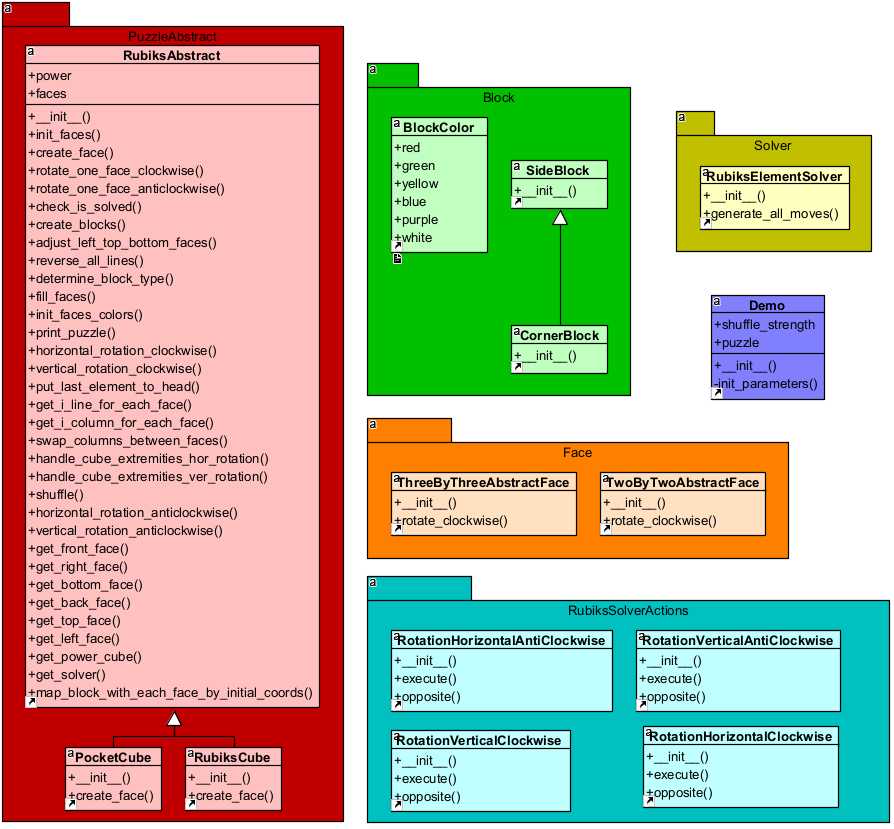 a
PuzzleAbstract
a
RubiksAbstract
+power
+faces
+__init__()
+init_faces()
+create_face()
+rotate_one_face_clockwise()
+rotate_one_face_anticlockwise()
+check_is_solved()
+create_blocks()
+adjust_left_top_bottom_faces()
+reverse_all_lines()
+determine_block_type()
+fill_faces()
+init_faces_colors()
+print_puzzle()
+horizontal_rotation_clockwise()
+vertical_rotation_clockwise()
+put_last_element_to_head()
+get_i_line_for_each_face()
+get_i_column_for_each_face()
+swap_columns_between_faces()
+handle_cube_extremities_hor_rotation()
+handle_cube_extremities_ver_rotation()
+shuffle()
+horizontal_rotation_anticlockwise()
+vertical_rotation_anticlockwise()
+get_front_face()
+get_right_face()
+get_bottom_face()
+get_back_face()
+get_top_face()
+get_left_face()
+get_power_cube()
+get_solver()
+map_block_with_each_face_by_initial_coords()
a
PocketCube
+__init__()
+create_face()
a
RubiksCube
+__init__()
+create_face()
a
Block
a
BlockColor
+red
+green
+yellow
+blue
+purple
+white
a
SideBlock
+__init__()
a
CornerBlock
+__init__()
a
Solver
a
RubiksElementSolver
+__init__()
+generate_all_moves()
a
Demo
+shuffle_strength
+puzzle
+__init__()
-init_parameters()
a
Face
a
ThreeByThreeAbstractFace
+__init__()
+rotate_clockwise()
a
TwoByTwoAbstractFace
+__init__()
+rotate_clockwise()
a
RubiksSolverActions
a
RotationHorizontalAntiClockwise
+__init__()
+execute()
+opposite()
a
RotationVerticalAntiClockwise
+__init__()
+execute()
+opposite()
a
RotationVerticalClockwise
+__init__()
+execute()
+opposite()
a
RotationHorizontalClockwise
+__init__()
+execute()
+opposite()